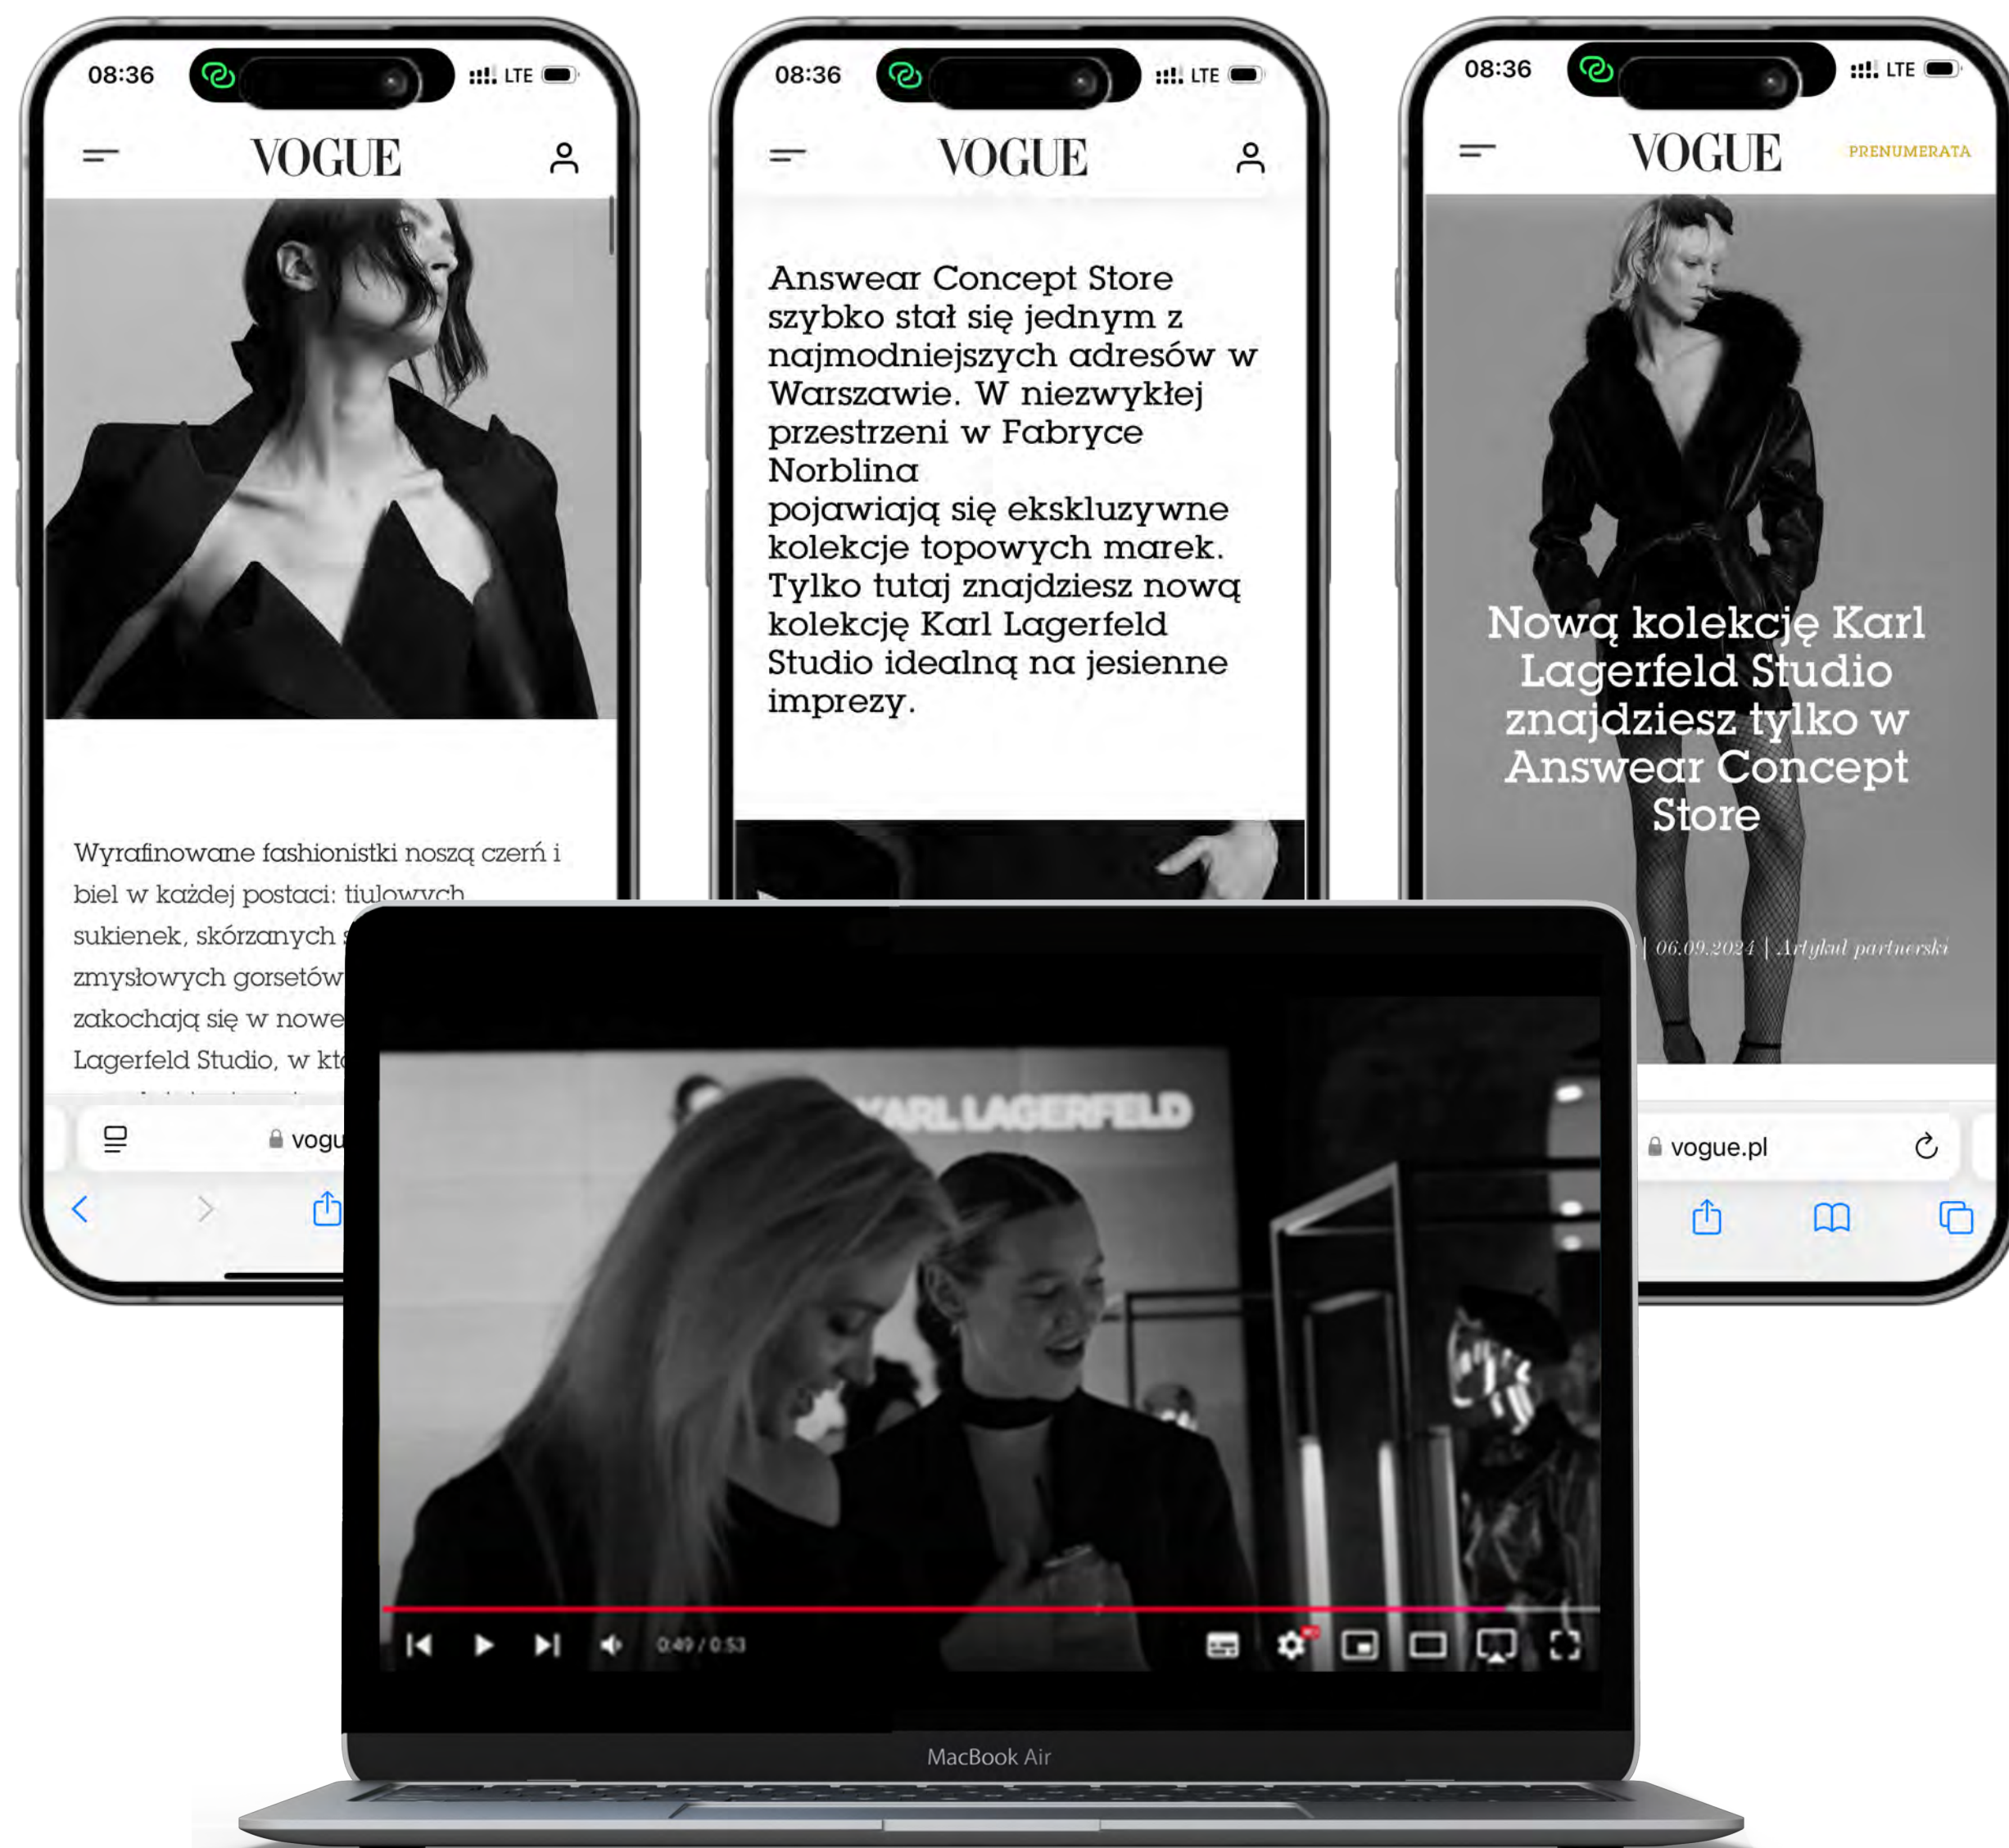 08:36
LTE
VOGUE
Wyrafinowane fashionistki noszą czerń i
biel w każdej postaci: tiulowych
sukienek, skórzanych
zmysłowych gorsetów
zakochają się w
Lagerfeld Studio, w
08:36
LTE
VOGUE
Answear Concept Store
szybko stał się jednym z
najmodniejszych adresów w
Warszawie. W niezwykłej
przestrzeni w Fabryce
Norblina
pojawiają się ekskluzywne
kolekcje topowych marek.
Tylko tutaj znajdziesz nową
kolekcję Karl Lagerfeld
Studio idealną na jesienne
imprezy.
08:36
LTE
VOGUE
PRENUMERATA
Nową kolekcję Karl
Lagerfeld Studio
znajdziesz tylko w
Answear Concept
Store
| 06.09.2024 | Artykuł partnerski
vogue.pl
KARL LAGERFELD
0:49 / 0:53
MacBook Air